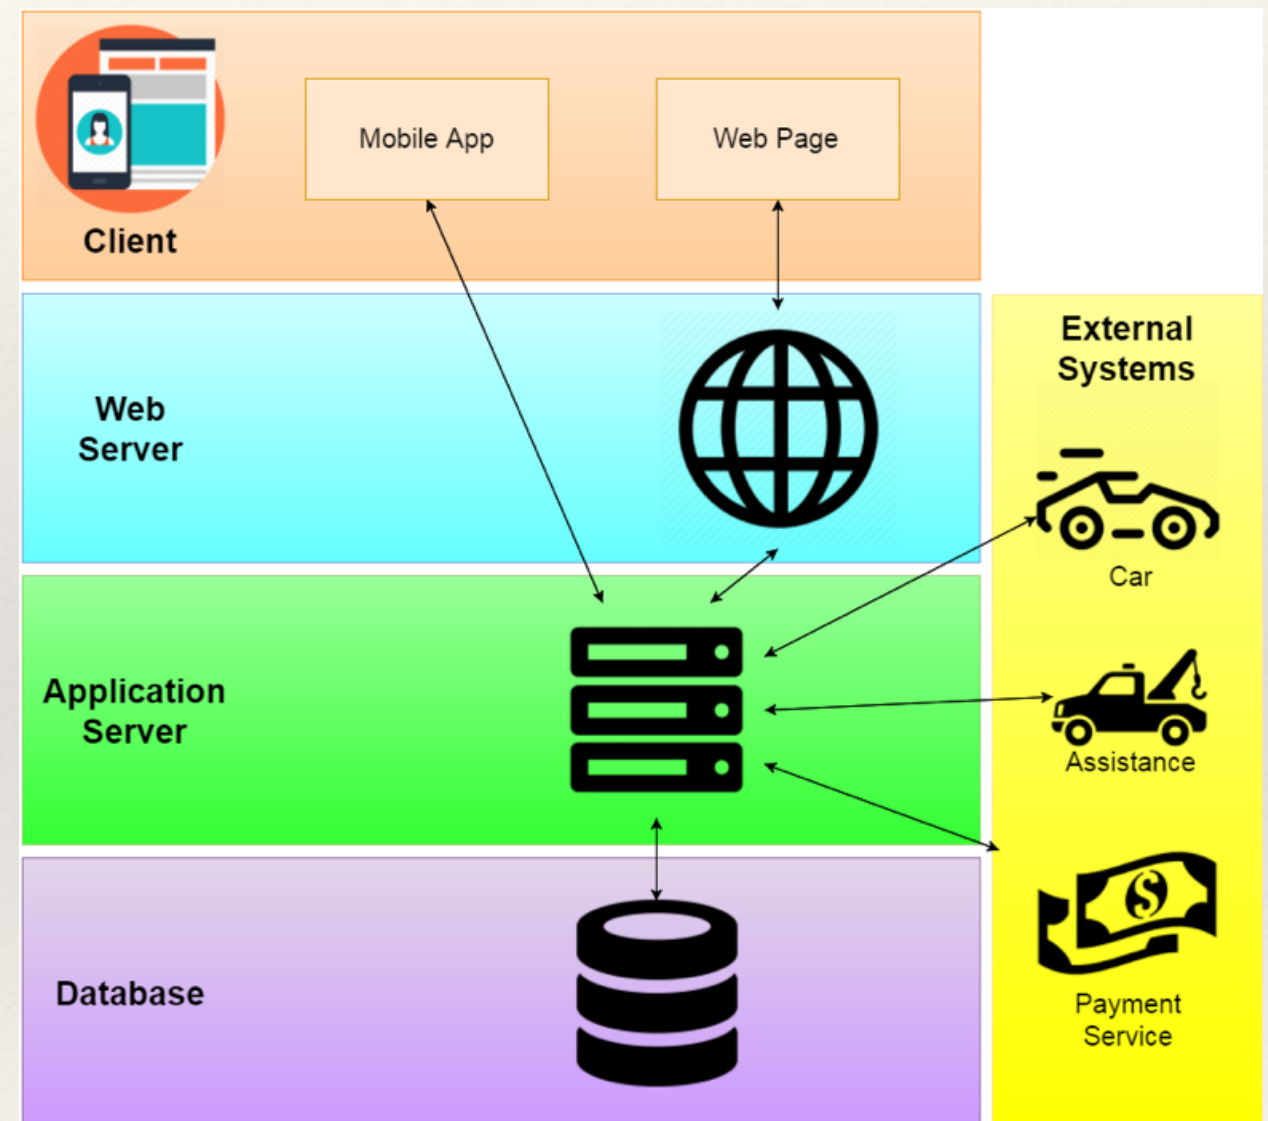 Mobile App
Web Page
Client
External
Systems
Web
Server
Car
Application
Server
Assistance
Database
Payment
Service